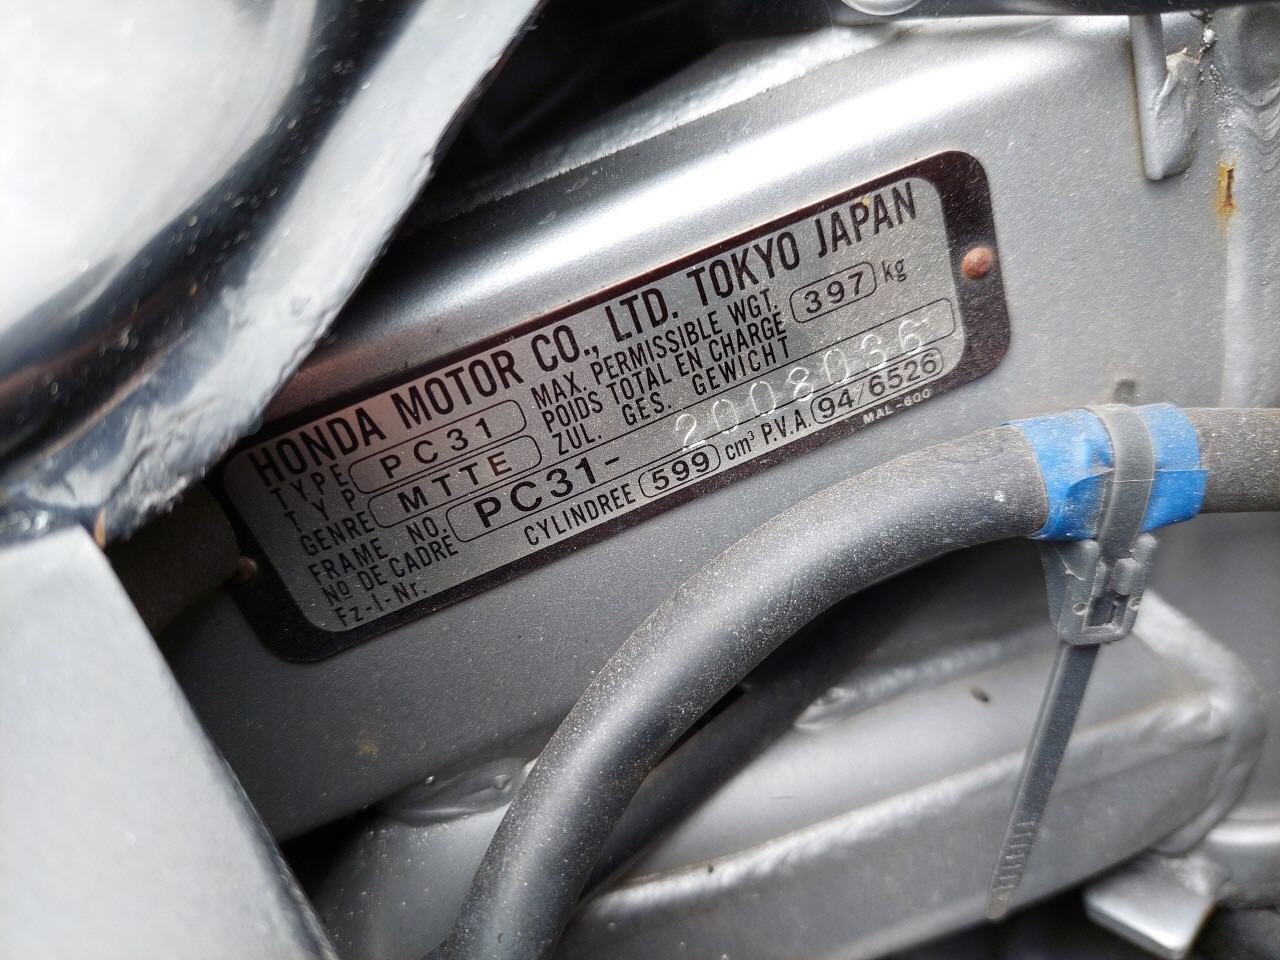 HONDA MOTOR CO., LTD. TOKYO JAPAN
TYPE PC31 MAX. PERMISSIBLE WGT. 397 kg
TYP POIDS TOTAL EN CHARGE
GENRE MTTE ZUL. GES. GEWICHT
FRAME NO. PC31- 2008036
Nº DE CADRE
Fz-I-Nr. CYLINDREE 599 cm³ P.V.A. 94/6526
MAL-600